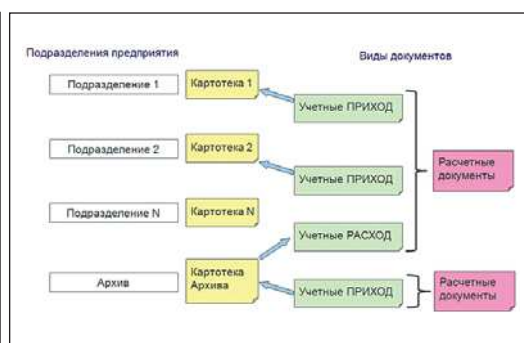 Подразделения предприятия
Виды документов
Подразделение 1
Картотека 1
Учетные ПРИХОД
Подразделение 2
Картотека 2
Учетные ПРИХОД
Расчетные
документы
Подразделение N
Картотека N
Учетные РАСХОД
Архив
Картотека
Архива
Учетные ПРИХОД
Расчетные
документы